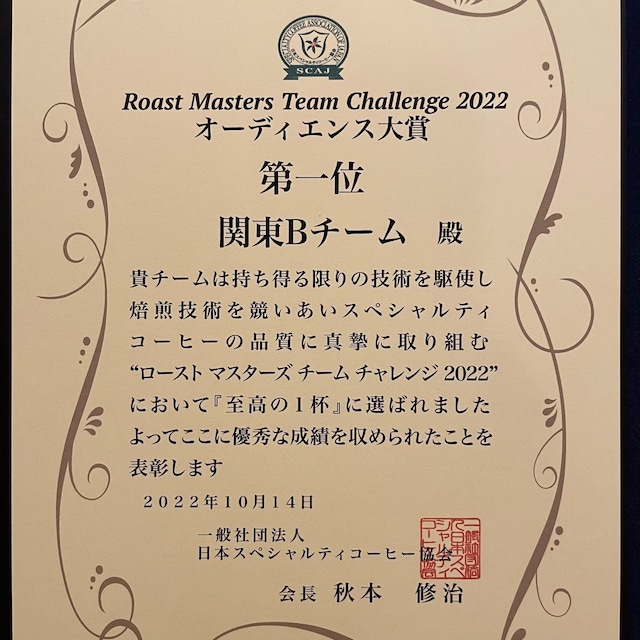 SPECIALTY COFFEE ASSOCIATION OF JAPAN
SCAJ
Roast Masters Team Challenge 2022
オーディエンス大賞
第一位
関東Bチーム 殿
貴チームは持ち得る限りの技術を駆使し
焙煎技術を競いあいスペシャルティ
コーヒーの品質に真摯に取り組む
“ロースト マスターズ チーム チャレンジ 2022”
において『至高の1杯』に選ばれました
よってここに優秀な成績を収められたことを
表彰します
2022年10月14日
一般社団法人
日本スペシャルティコーヒー協会
会長 秋本 修治